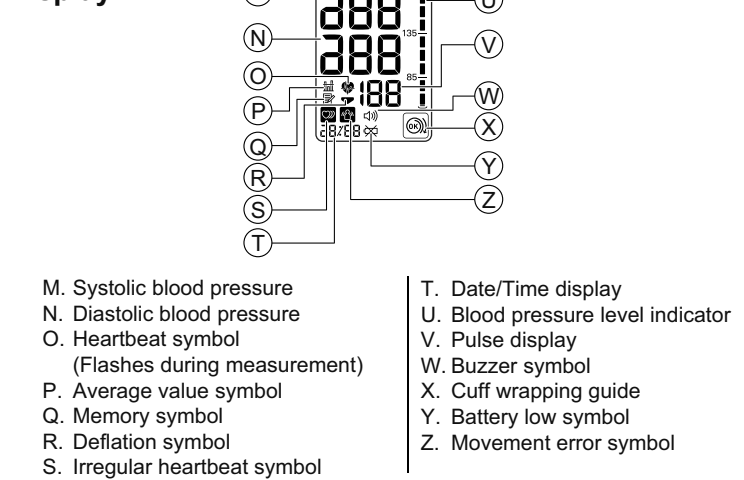 N
O
P
Q
R
S
T
U
V
W
X
Y
Z
135
85
OK
M. Systolic blood pressure
N. Diastolic blood pressure
O. Heartbeat symbol
(Flashes during measurement)
P. Average value symbol
Q. Memory symbol
R. Deflation symbol
S. Irregular heartbeat symbol
T. Date/Time display
U. Blood pressure level indicator
V. Pulse display
W. Buzzer symbol
X. Cuff wrapping guide
Y. Battery low symbol
Z. Movement error symbol